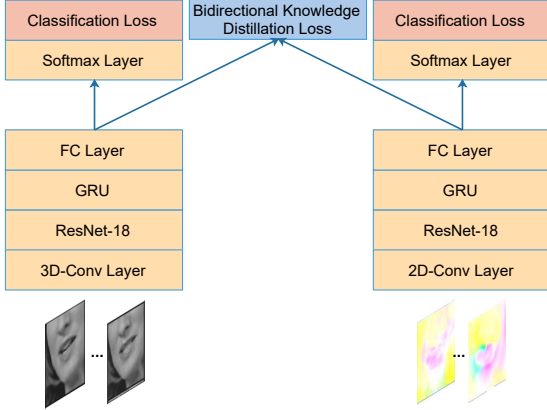 Classification Loss
Bidirectional Knowledge
Distillation Loss
Classification Loss
Softmax Layer
Softmax Layer
FC Layer
FC Layer
GRU
GRU
ResNet-18
ResNet-18
3D-Conv Layer
2D-Conv Layer
...
...